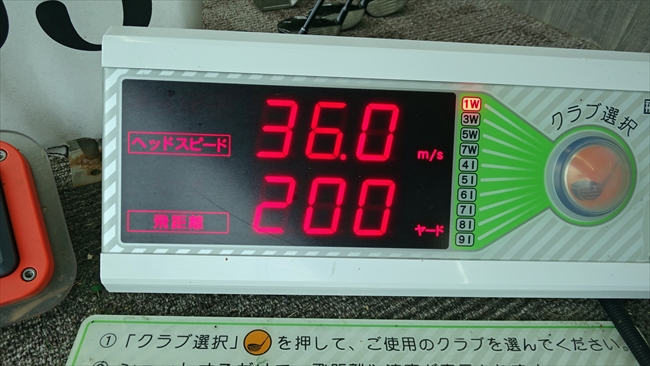 ヘッドスピード 36.0 m/s
飛距離 200 ヤード
1W
3W
5W
7W
4I
5I
6I
7I
8I
9I
クラブ選択
①「クラブ選択」を押して、ご使用のクラブを選んでください。